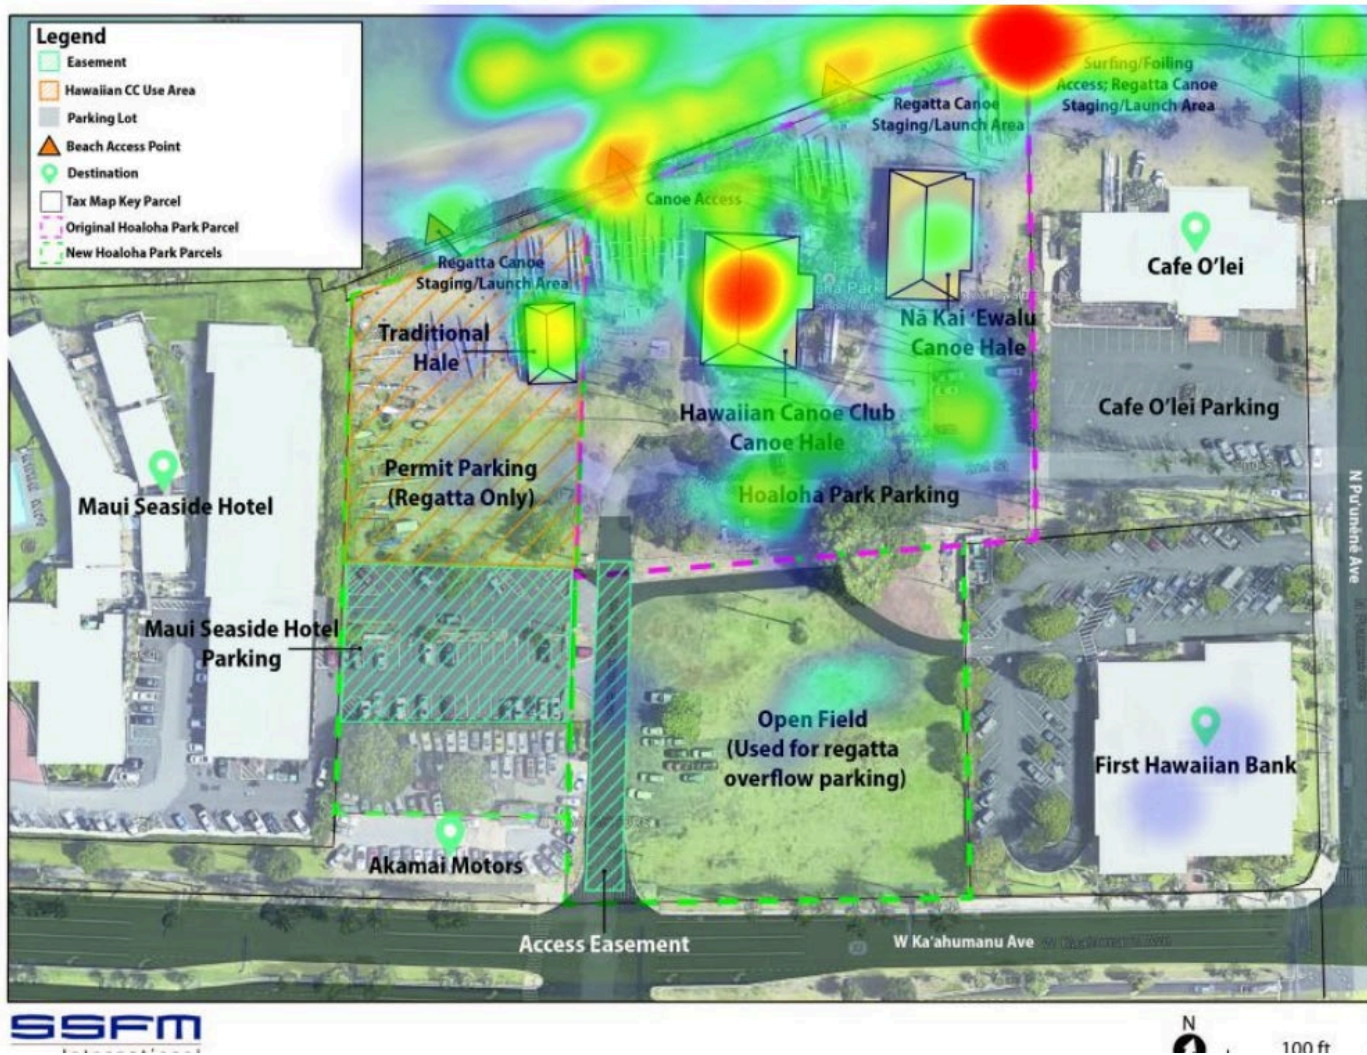 Legend
Easement
Hawaiian CC Use Area
Parking Lot
Beach Access Point
Destination
Tax Map Key Parcel
Original Hoaloha Park Parcel
New Hoaloha Park Parcels
Surfing/Foiling
Access; Regatta Canoe
Staging/Launch Area
Regatta Canoe
Staging/Launch Area
Canoe Access
Regatta Canoe
Staging/Launch Area
Cafe O'lei
Traditional
Hale
Nā Kai ‘Ewalu
Canoe Hale
Hawaiian Canoe Club
Canoe Hale
Cafe O'lei Parking
Permit Parking
(Regatta Only)
Hoaloha Park Parking
Maui Seaside Hotel
N Pu'unēnē Ave
Maui Seaside Hotel
Parking
Open Field
(Used for regatta
overflow parking)
First Hawaiian Bank
Akamai Motors
Access Easement
W Ka'ahumanu Ave
SSFM
International
N
100 ft